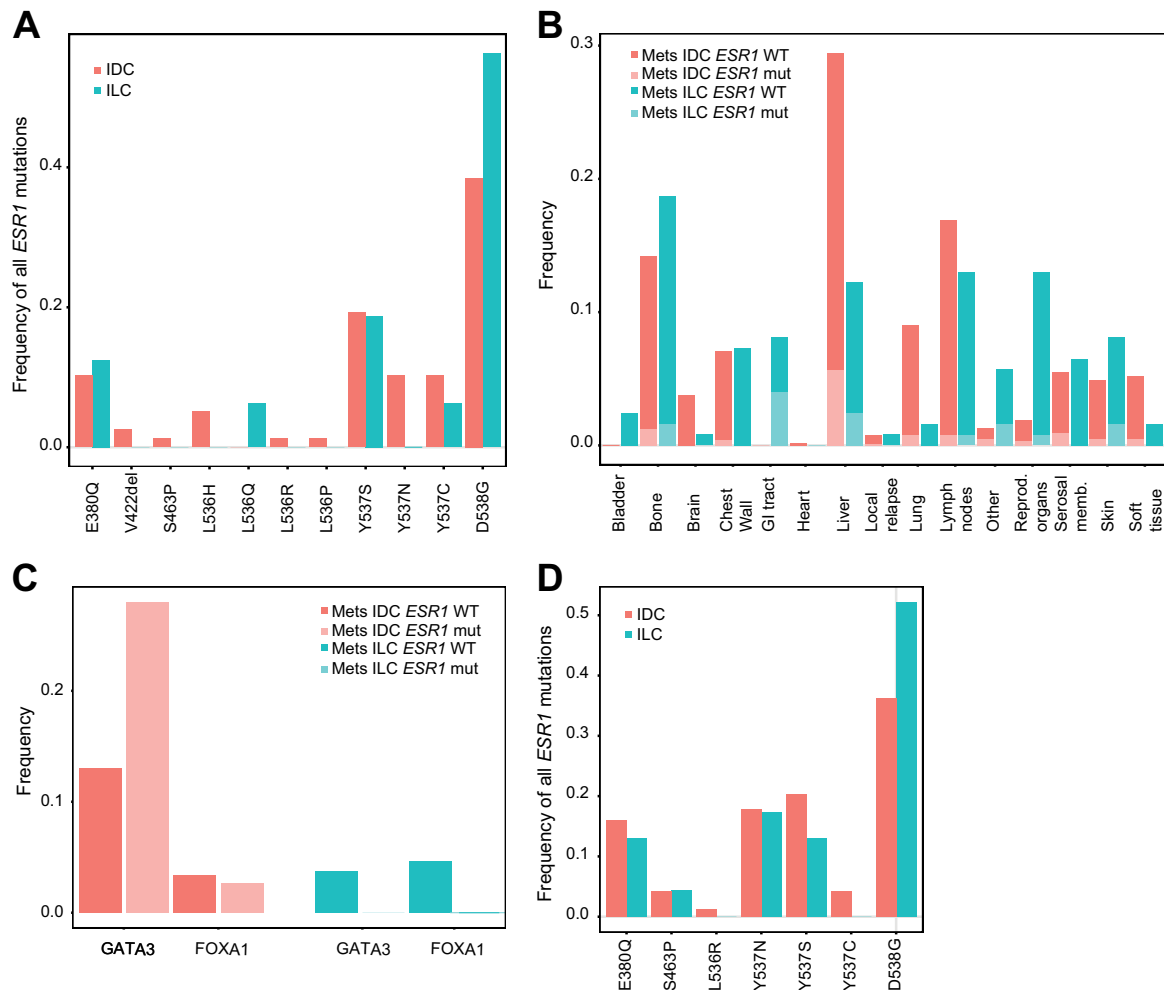 A
Frequency of all ESR1 mutations
0.4
0.2
0.0
IDC
ILC
E380Q
V422del
S463P
L536H
L536Q
L536R
L536P
Y537S
Y537N
Y537C
D538G
B
Frequency
0.3
0.2
0.1
0.0
Mets IDC ESR1 WT
Mets IDC ESR1 mut
Mets ILC ESR1 WT
Mets ILC ESR1 mut
Bladder
Bone
Brain
Chest
Wall
GI tract
Heart
Liver
Local
relapse
Lung
Lymph
nodes
Other
Reprod.
organs
Serosal
memb.
Skin
Soft
tissue
C
Frequency
0.2
0.1
0.0
Mets IDC ESR1 WT
Mets IDC ESR1 mut
Mets ILC ESR1 WT
Mets ILC ESR1 mut
GATA3
FOXA1
GATA3
FOXA1
D
Frequency of all ESR1 mutations
0.5
0.4
0.3
0.2
0.1
0.0
IDC
ILC
E380Q
S463P
L536R
Y537N
Y537S
Y537C
D538G